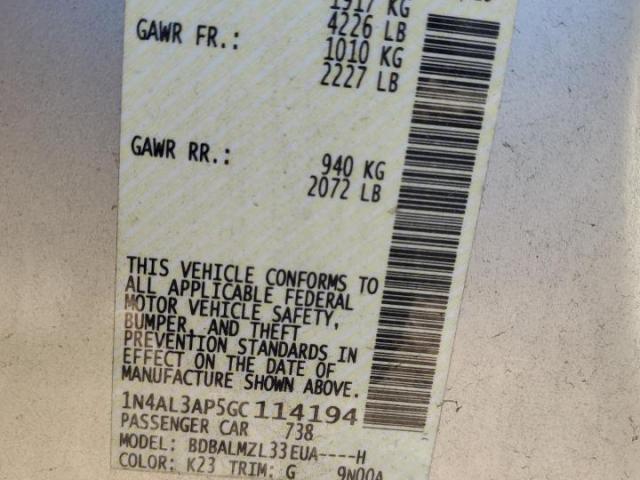 1917 KG
4226 LB
GAWR FR.: 1010 KG
2227 LB
GAWR RR.: 940 KG
2072 LB
THIS VEHICLE CONFORMS TO
ALL APPLICABLE FEDERAL
MOTOR VEHICLE SAFETY,
BUMPER, AND THEFT
PREVENTION STANDARDS IN
EFFECT ON THE DATE OF
MANUFACTURE SHOWN ABOVE.
1N4AL3AP5GC114194
PASSENGER CAR 738
MODEL: BDBALMZL33EUA----H
COLOR: K23 TRIM: G 9N00A